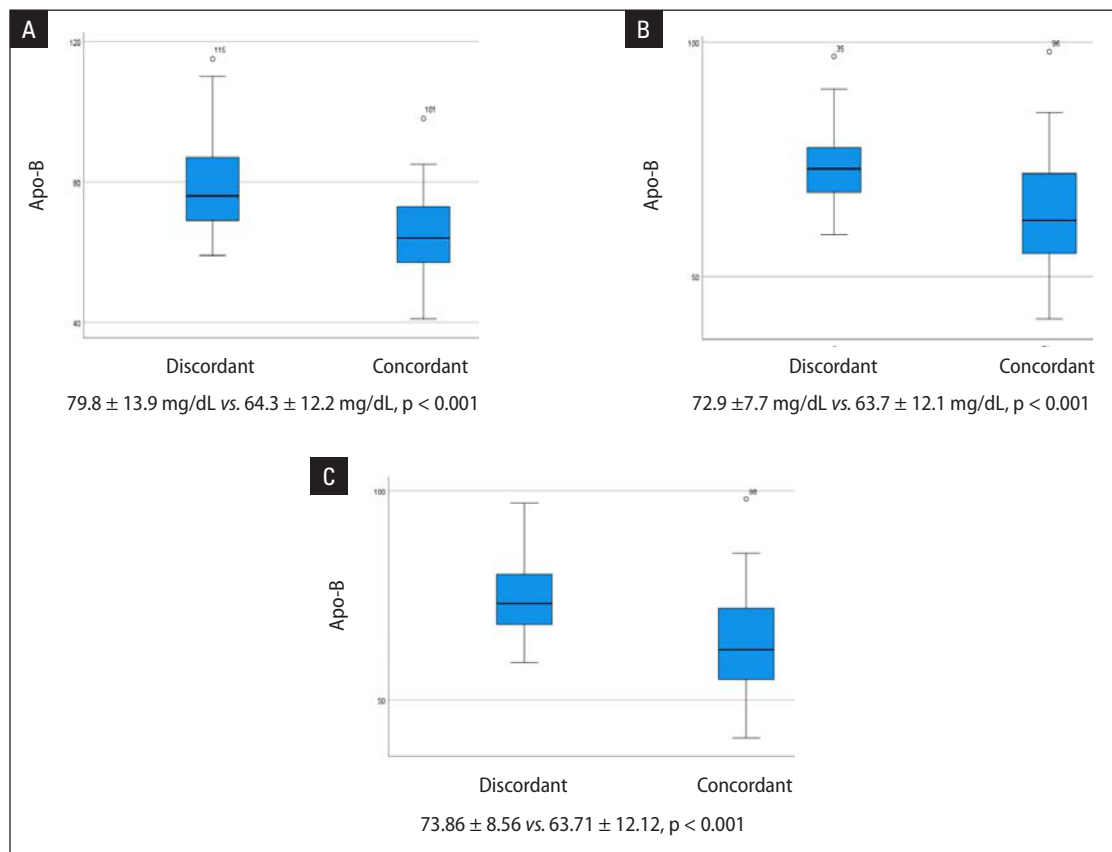 A
120
115
101
80
40
Apo-B
Discordant Concordant
79.8 ± 13.9 mg/dL vs. 64.3 ± 12.2 mg/dL, p < 0.001
B
100
35
96
50
Apo-B
Discordant Concordant
72.9 ±7.7 mg/dL vs. 63.7 ± 12.1 mg/dL, p < 0.001
C
100
98
50
Apo-B
Discordant Concordant
73.86 ± 8.56 vs. 63.71 ± 12.12, p < 0.001